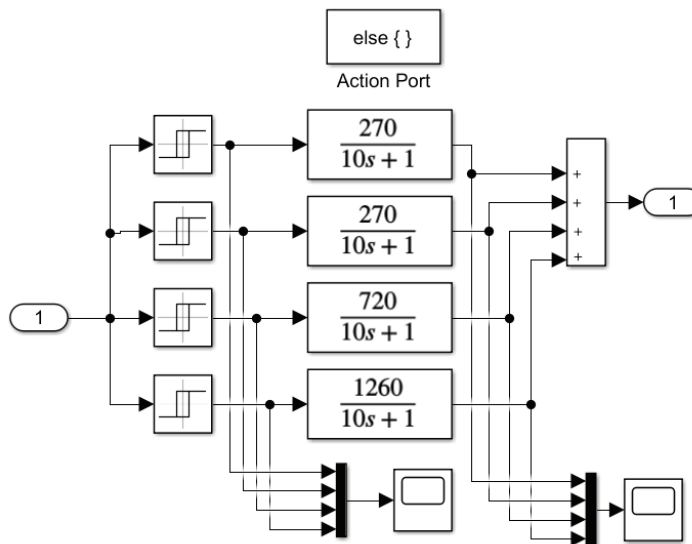 else { }
Action Port
270
10s + 1
+
270
10s + 1
+
1
720
10s + 1
+
1
1260
10s + 1
+